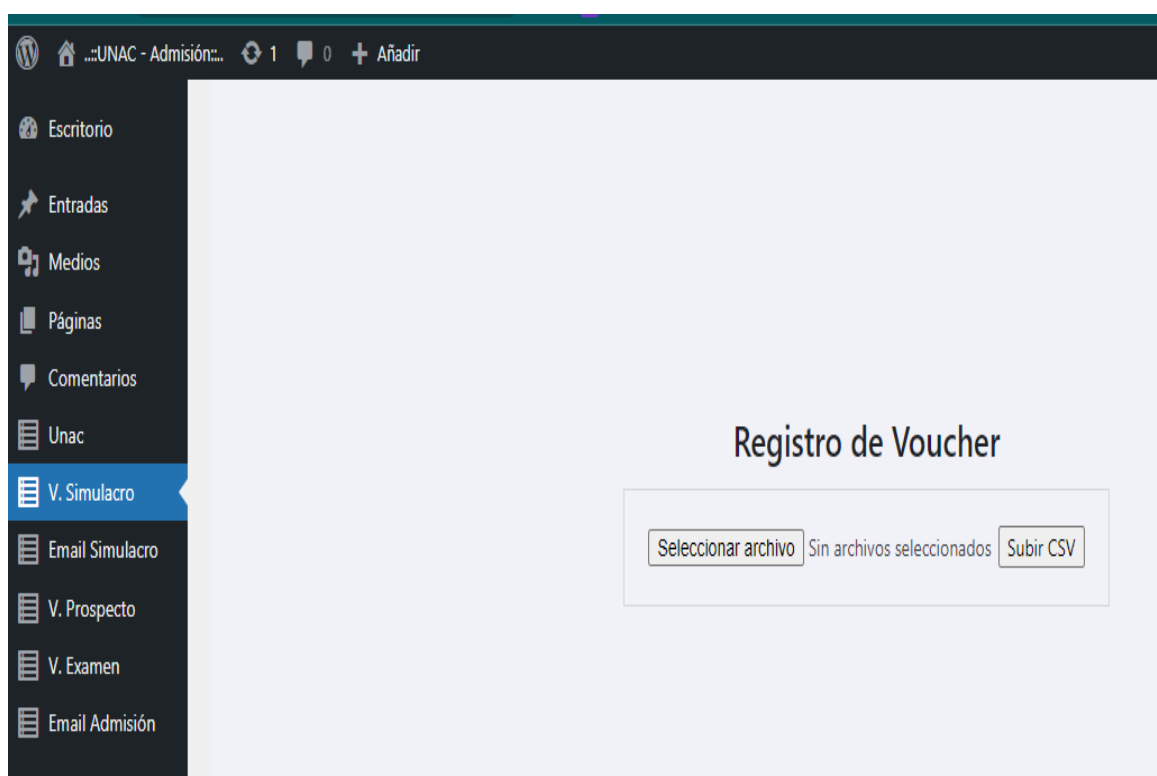 ..::UNAC - Admisión::.. 1 0 + Añadir
Escritorio
Entradas
Medios
Páginas
Comentarios
Unac
V. Simulacro
Email Simulacro
V. Prospecto
V. Examen
Email Admisión
Registro de Voucher
Seleccionar archivo Sin archivos seleccionados Subir CSV